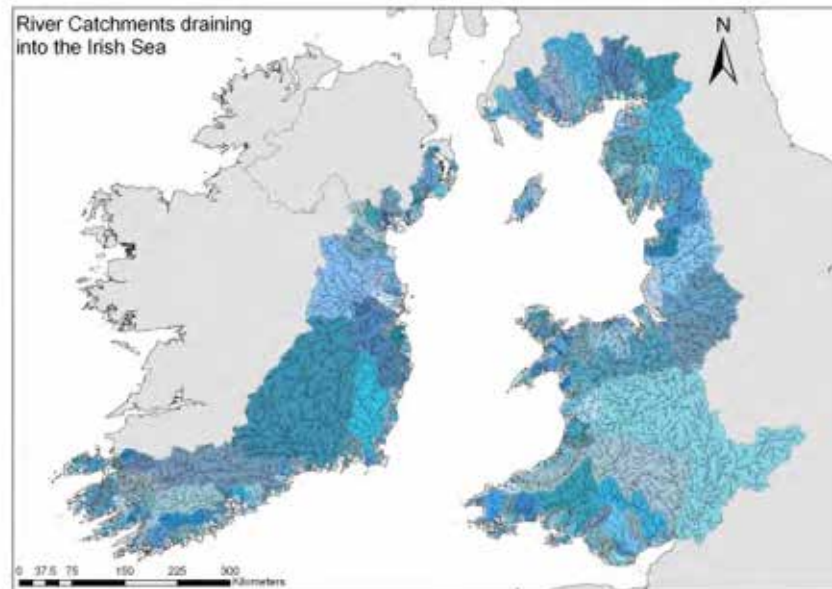 River Catchments draining
into the Irish Sea
N
0 37.5 75 150 225 300
Kilometers